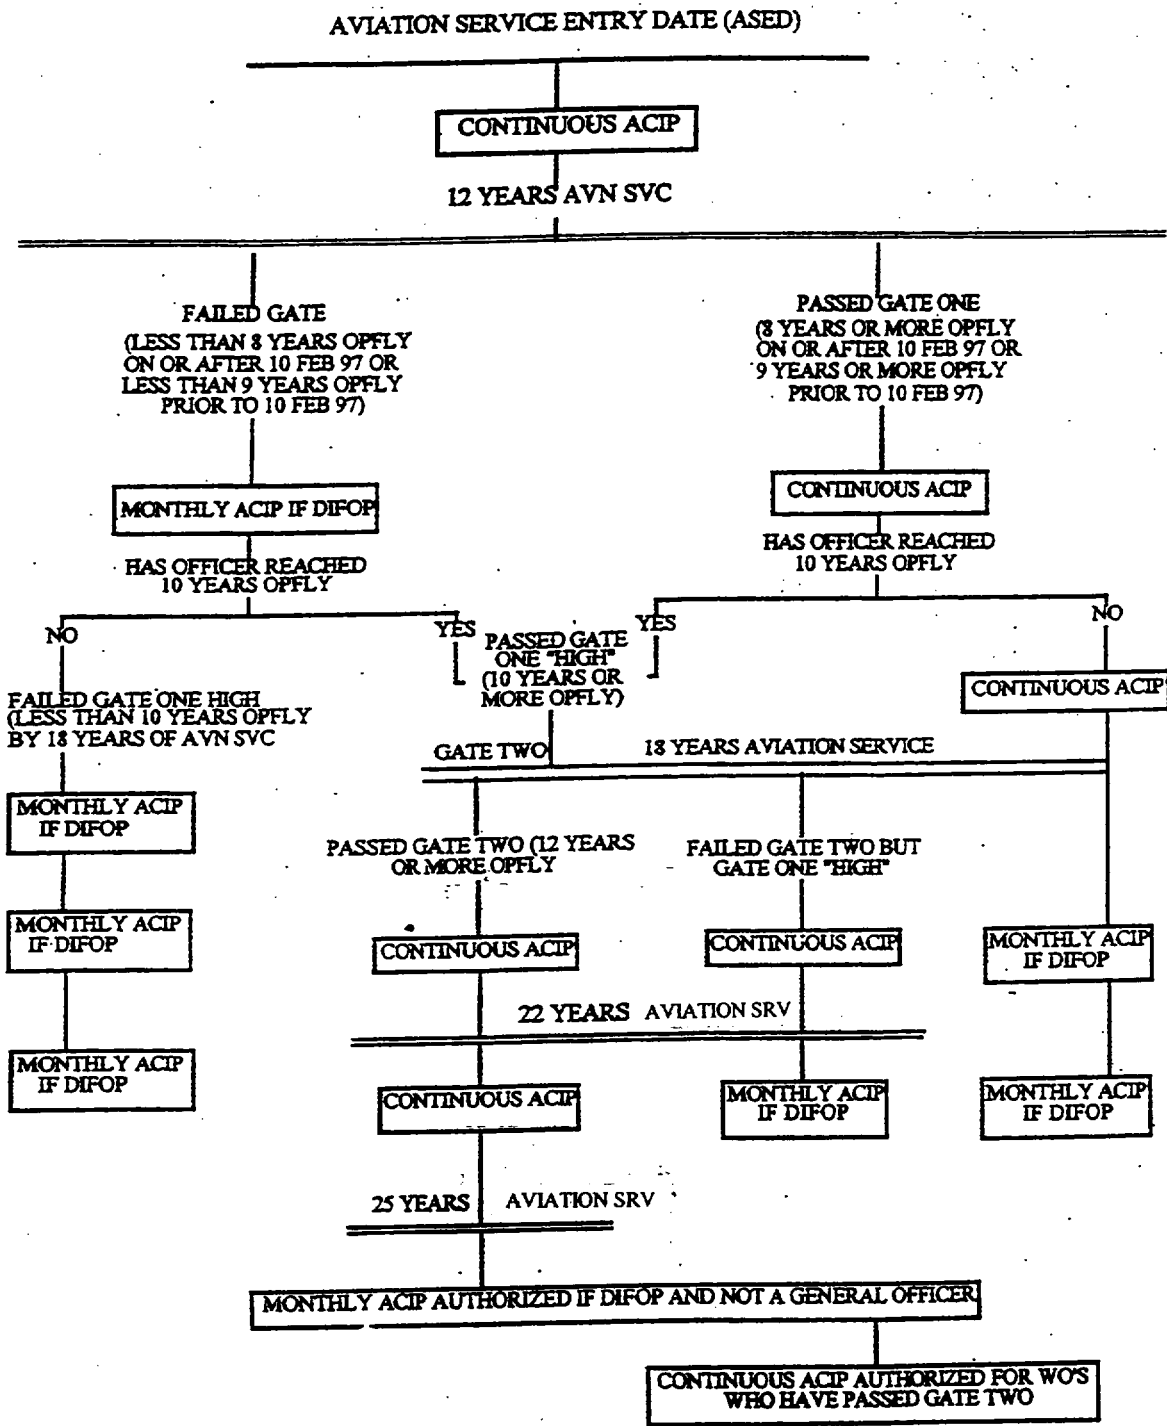 AVIATION SERVICE ENTRY DATE (ASED)
CONTINUOUS ACIP
12 YEARS AVN SVC
FAILED GATE
(LESS THAN 8 YEARS OPFLY
ON OR AFTER 10 FEB 97 OR
LESS THAN 9 YEARS OPFLY
PRIOR TO 10 FEB 97)
MONTHLY ACIP IF DIFOP
HAS OFFICER REACHED
10 YEARS OPFLY
PASSED GATE ONE
(8 YEARS OR MORE OPFLY
ON OR AFTER 10 FEB 97 OR
9 YEARS OR MORE OPFLY
PRIOR TO 10 FEB 97)
CONTINUOUS ACIP
HAS OFFICER REACHED
10 YEARS OPFLY
NO
YES
YES
NO
PASSED GATE
ONE "HIGH"
(10 YEARS OR
MORE OPFLY)
FAILED GATE ONE HIGH
(LESS THAN 10 YEARS OPFLY
BY 18 YEARS OF AVN SVC
CONTINUOUS ACIP
GATE TWO
18 YEARS AVIATION SERVICE
MONTHLY ACIP
IF DIFOP
PASSED GATE TWO (12 YEARS
OR MORE OPFLY
FAILED GATE TWO BUT
GATE ONE "HIGH"
MONTHLY ACIP
IF DIFOP
CONTINUOUS ACIP
CONTINUOUS ACIP
MONTHLY ACIP
IF DIFOP
22 YEARS AVIATION SRV
MONTHLY ACIP
IF DIFOP
CONTINUOUS ACIP
MONTHLY ACIP
IF DIFOP
MONTHLY ACIP
IF DIFOP
25 YEARS AVIATION SRV
MONTHLY ACIP AUTHORIZED IF DIFOP AND NOT A GENERAL OFFICER
CONTINUOUS ACIP AUTHORIZED FOR WO'S
WHO HAVE PASSED GATE TWO